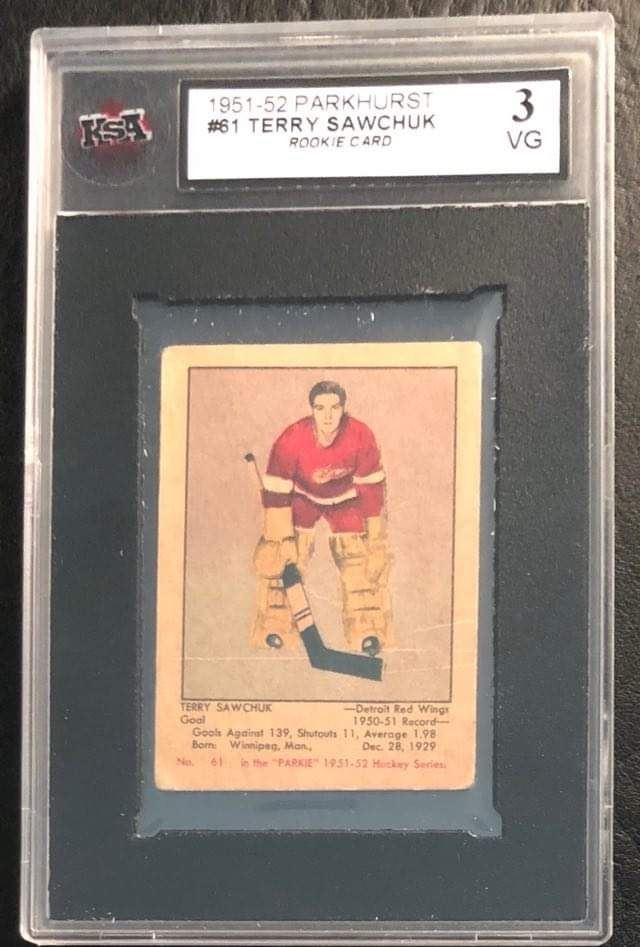 KSA
1951-52 PARKHURST
#61 TERRY SAWCHUK
ROOKIE CARD
3
VG
TERRY SAWCHUK —Detroit Red Wings
Goal 1950-51 Record—
Goals Against 139, Shutouts 11, Average 1.98
Born: Winnipeg, Man., Dec. 28, 1929
No. 61 in the "PARKIE" 1951-52 Hockey Series.